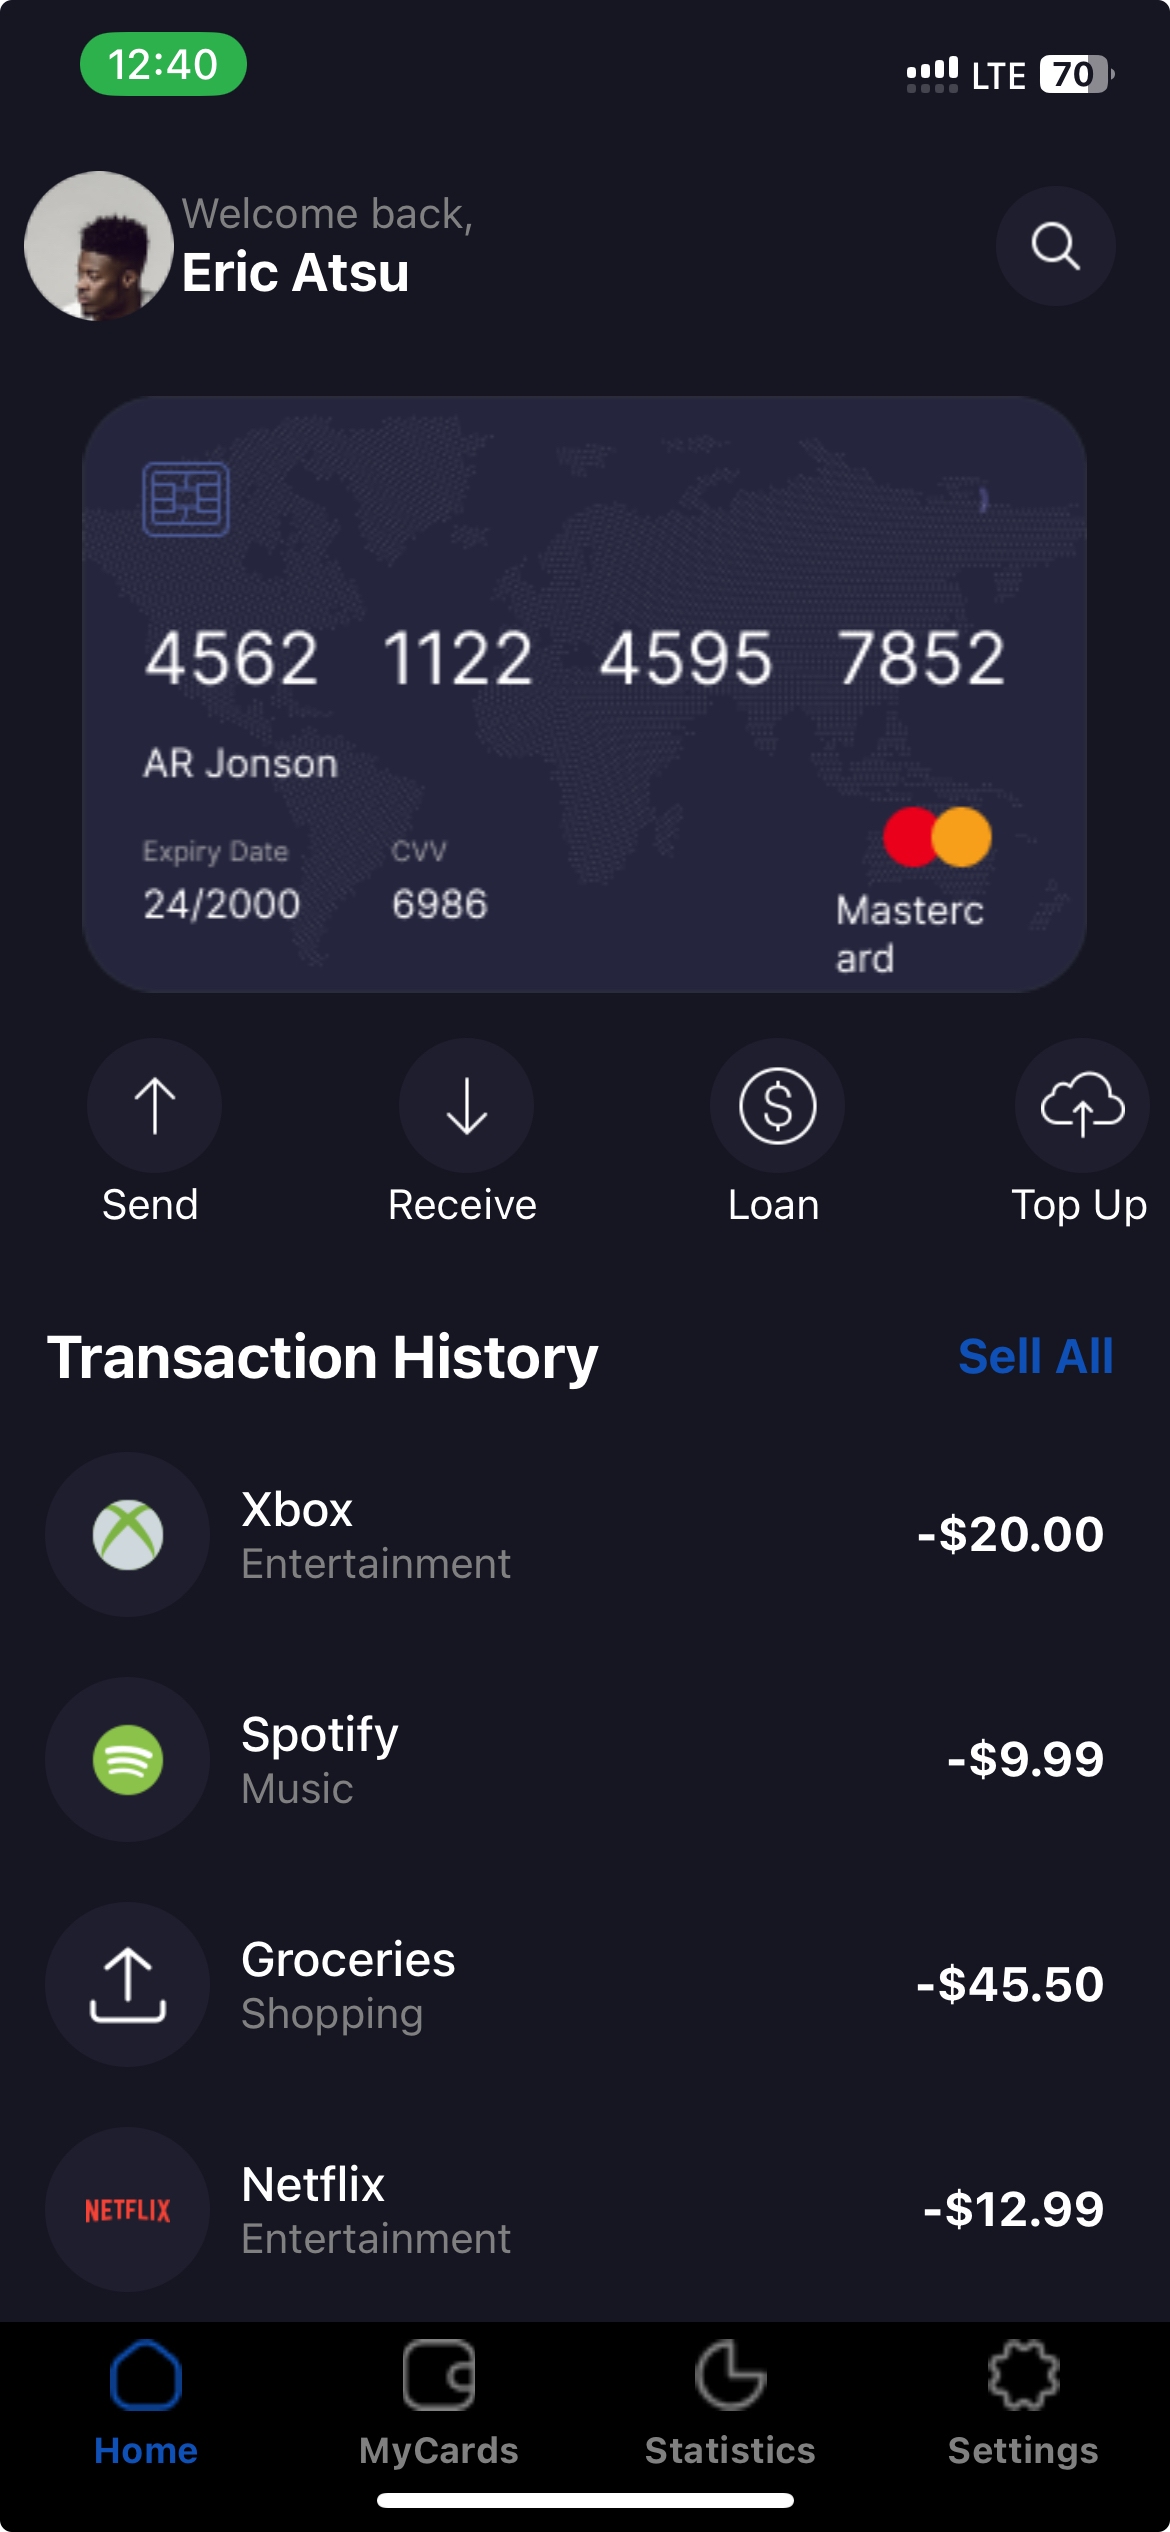 12:40
LTE 70
Welcome back,
Eric Atsu
4562 1122 4595 7852
AR Jonson
Expiry Date CVV
24/2000 6986
Masterc
ard
Send Receive Loan Top Up
Transaction History Sell All
Xbox
Entertainment
-$20.00
Spotify
Music
-$9.99
Groceries
Shopping
-$45.50
NETFLIX
Netflix
Entertainment
-$12.99
Home MyCards Statistics Settings